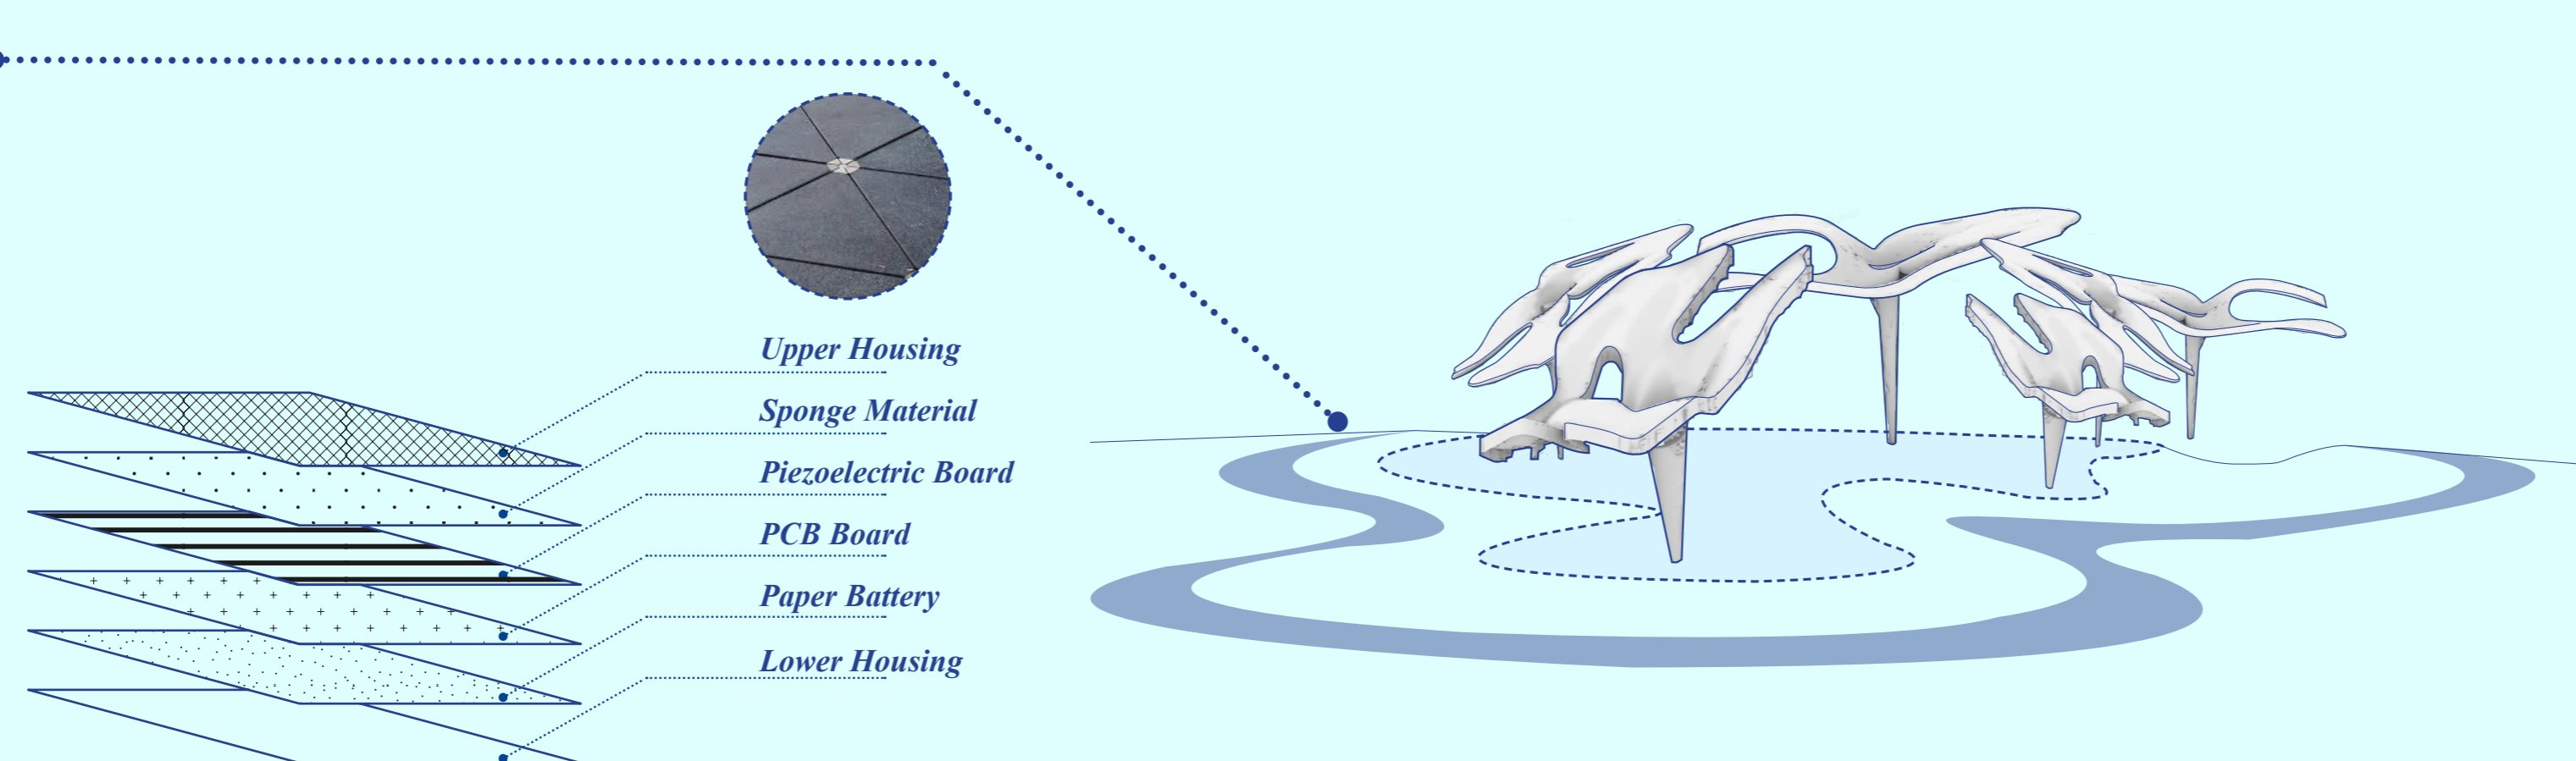 Upper Housing
Sponge Material
Piezoelectric Board
PCB Board
Paper Battery
Lower Housing